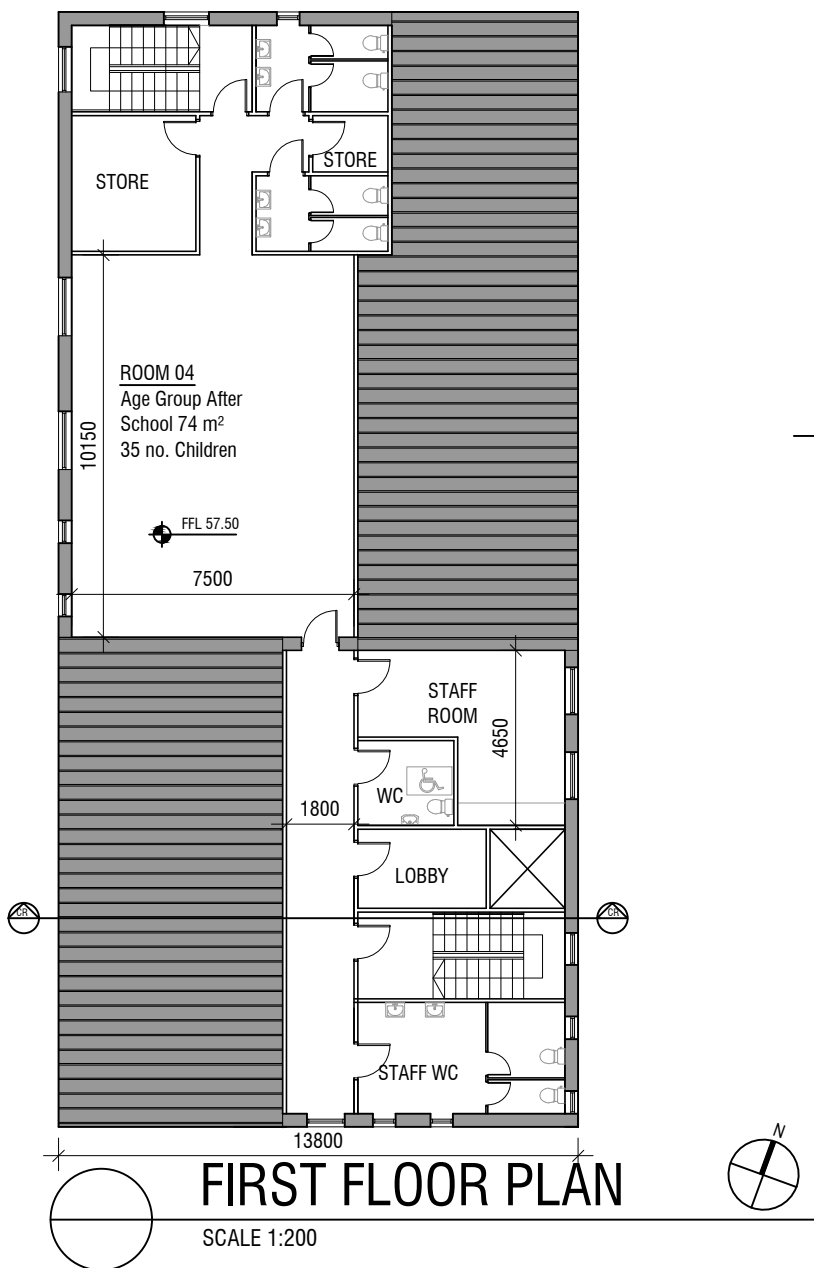 STORE
STORE
ROOM 04
Age Group After
School 74 m²
35 no. Children
10150
FFL 57.50
7500
STAFF
ROOM
4650
WC
1800
LOBBY
CR
CR
STAFF WC
13800
N
FIRST FLOOR PLAN
SCALE 1:200